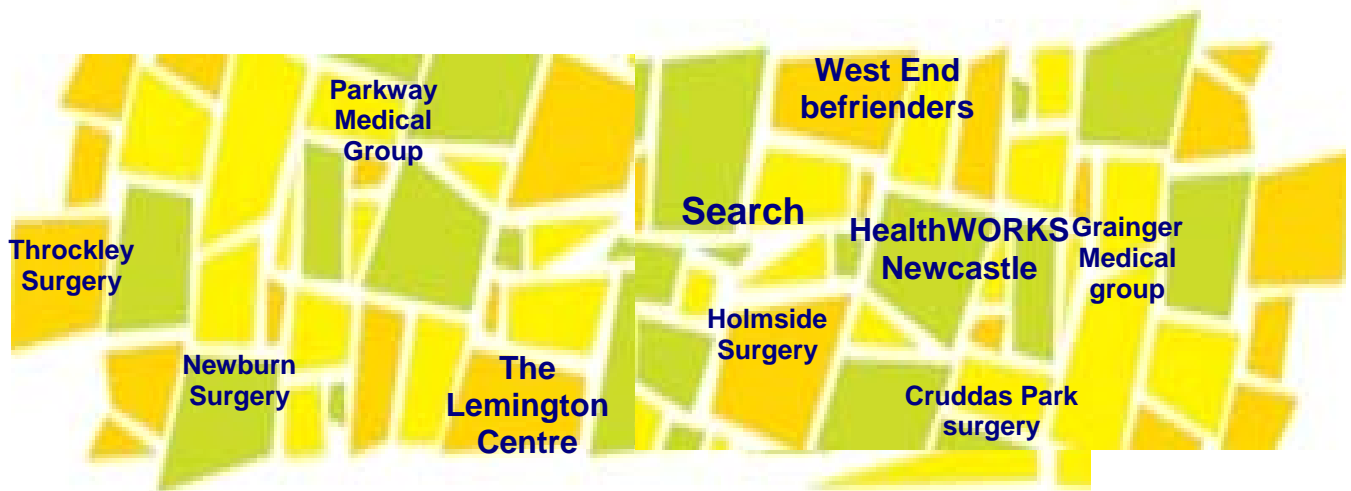 Parkway
Medical
Group
West End
befrienders
Search
Throckley
Surgery
HealthWORKS
Newcastle
Grainger
Medical
group
Holmside
Surgery
Newburn
Surgery
The
Lemington
Centre
Cruddas Park
surgery